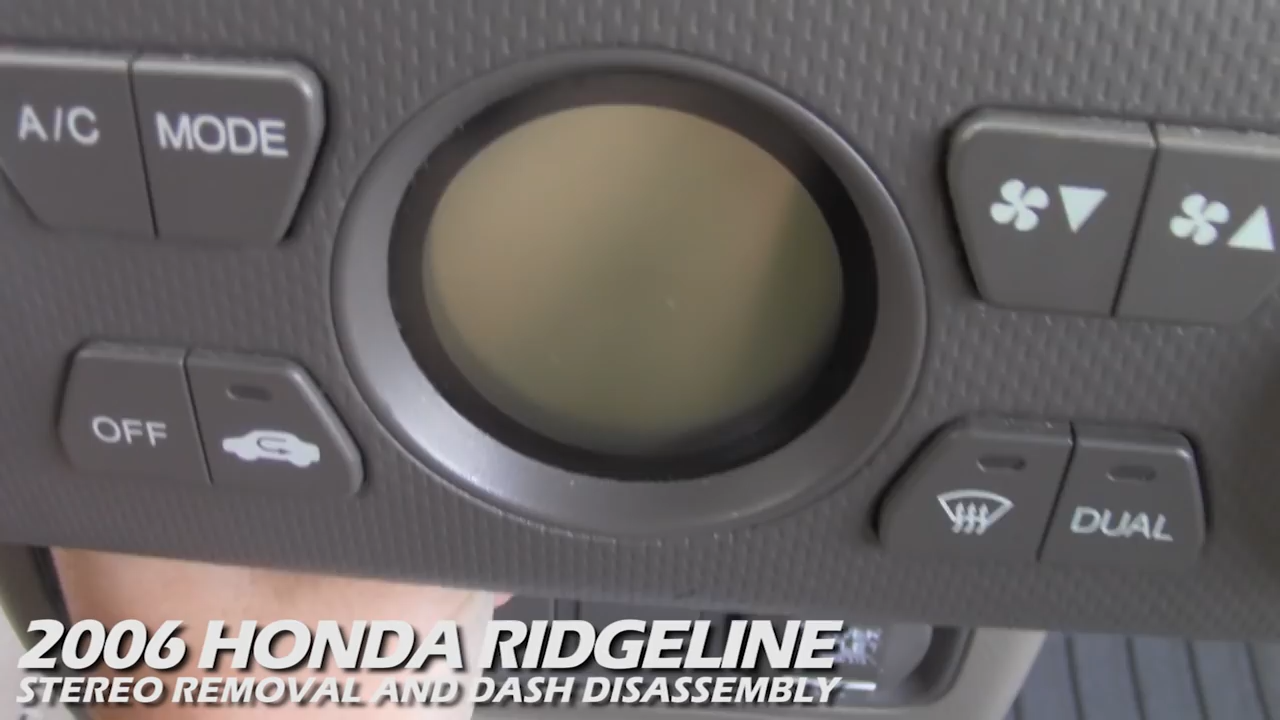 A/C MODE
OFF
DUAL
2006 HONDA RIDGELINE
STEREO REMOVAL AND DASH DISASSEMBLY